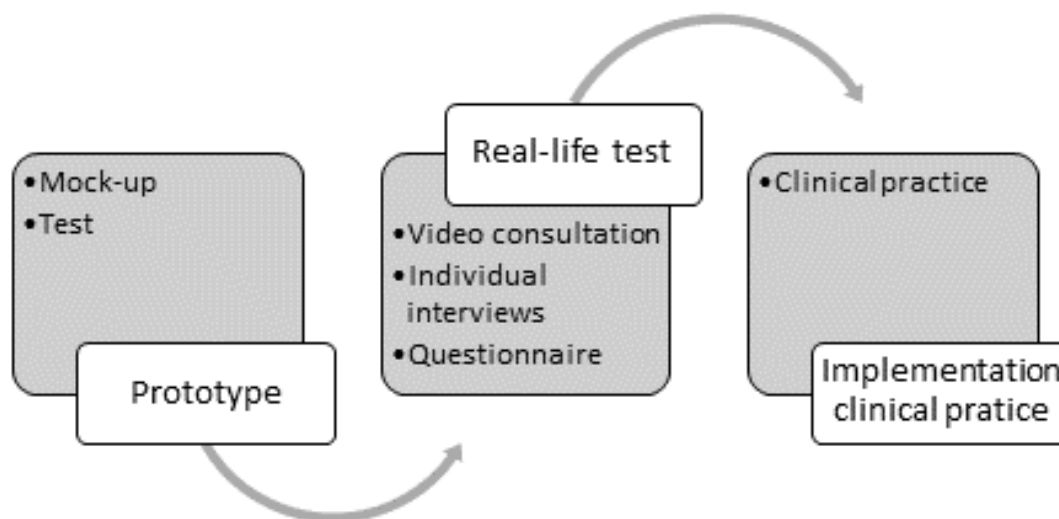 •Mock-up
•Test
Prototype
Real-life test
•Video consultation
•Individual
interviews
•Questionnaire
•Clinical practice
Implementation
clinical pratice